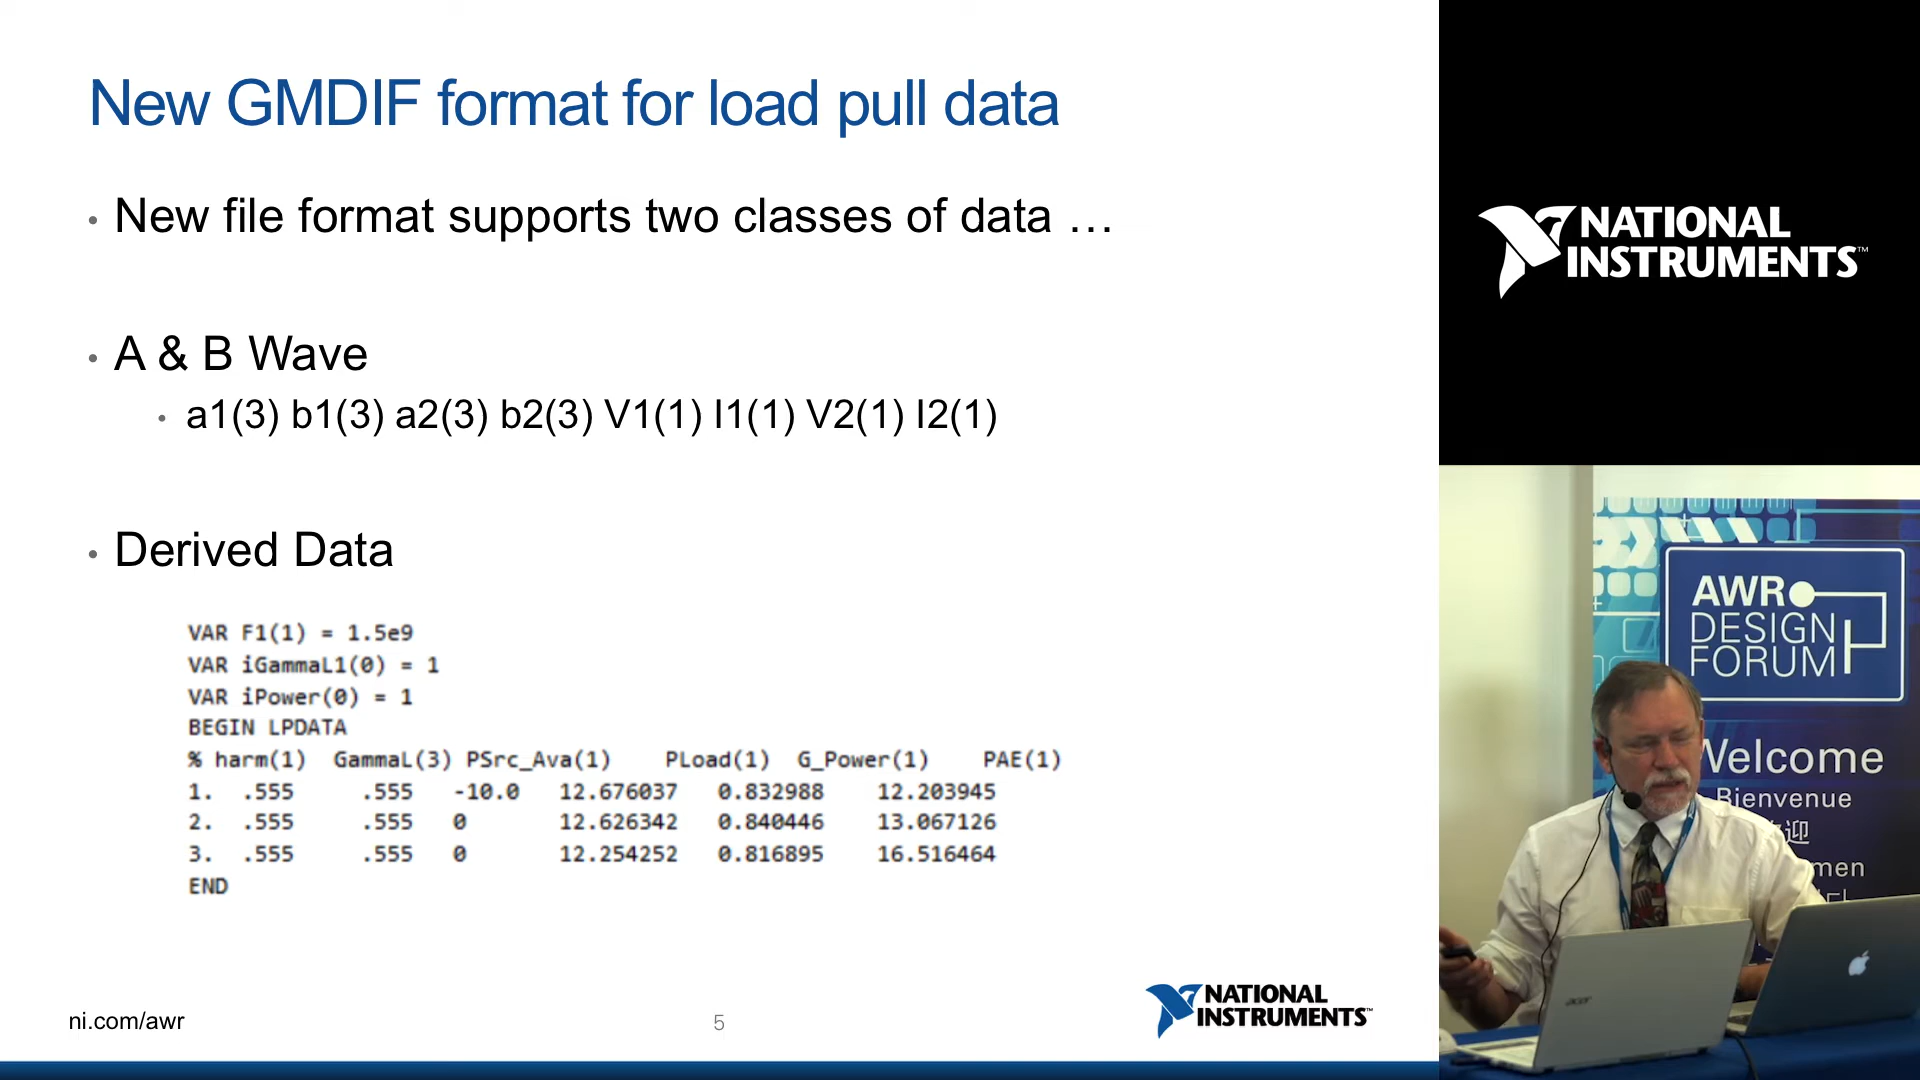 New GMDIF format for load pull data
• New file format supports two classes of data …
• A & B Wave
• a1(3) b1(3) a2(3) b2(3) V1(1) I1(1) V2(1) I2(1)
• Derived Data
VAR F1(1) = 1.5e9
VAR iGammaL1(0) = 1
VAR iPower(0) = 1
BEGIN LPDATA
% harm(1) GammaL(3) PSrc_Ava(1) PLoad(1) G_Power(1) PAE(1)
1. .555 .555 -10.0 12.676037 0.832988 12.203945
2. .555 .555 0 12.626342 0.840446 13.067126
3. .555 .555 0 12.254252 0.816895 16.516464
END
ni.com/awr
5
NATIONAL
INSTRUMENTS™
NATIONAL
INSTRUMENTS™
AWR
DESIGN
FORUM
Welcome
Bienvenue
迎
men
acer